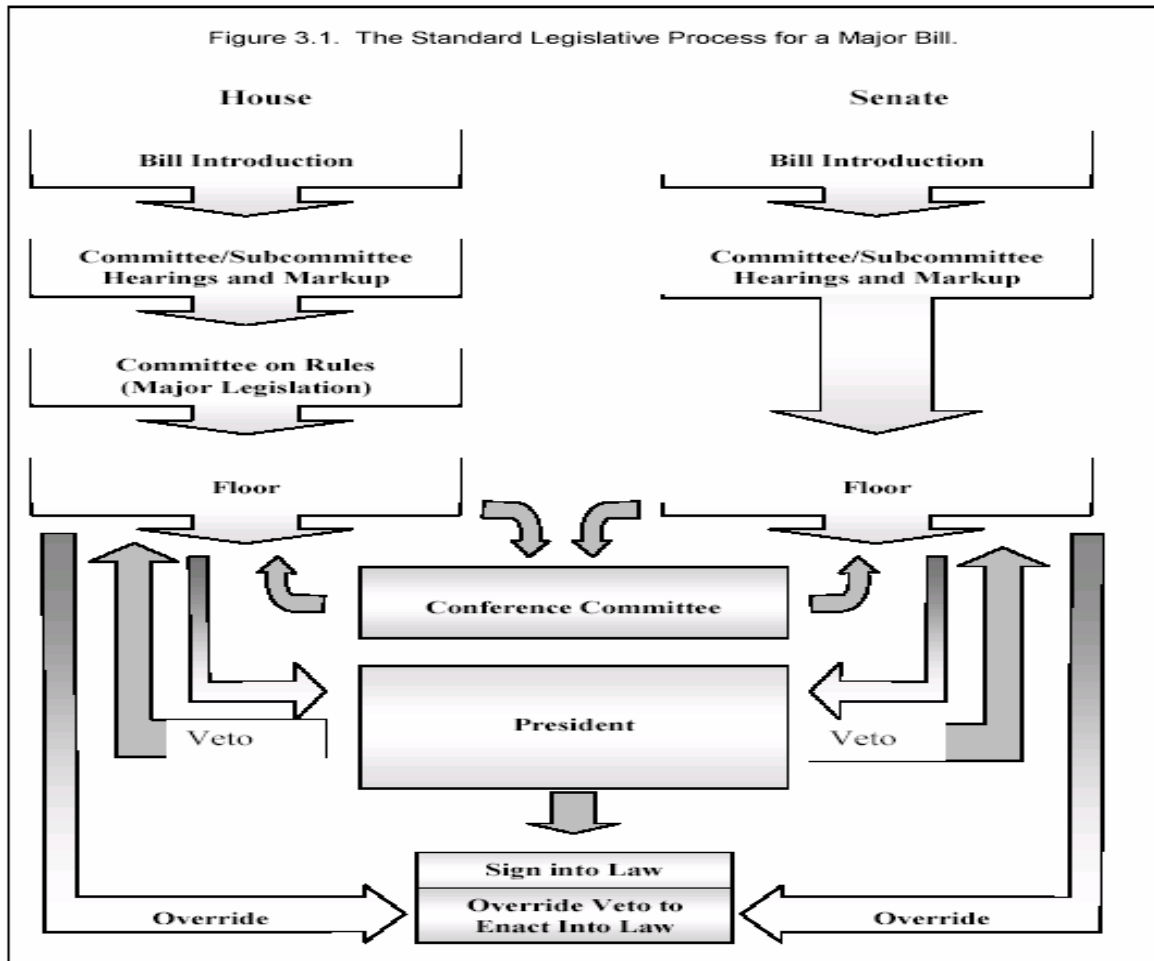 Figure 3.1. The Standard Legislative Process for a Major Bill.
House
Senate
Bill Introduction
Bill Introduction
Committee/Subcommittee
Hearings and Markup
Committee/Subcommittee
Hearings and Markup
Committee on Rules
(Major Legislation)
Floor
Floor
Conference Committee
President
Veto
Veto
Sign into Law
Override Veto to
Enact Into Law
Override
Override